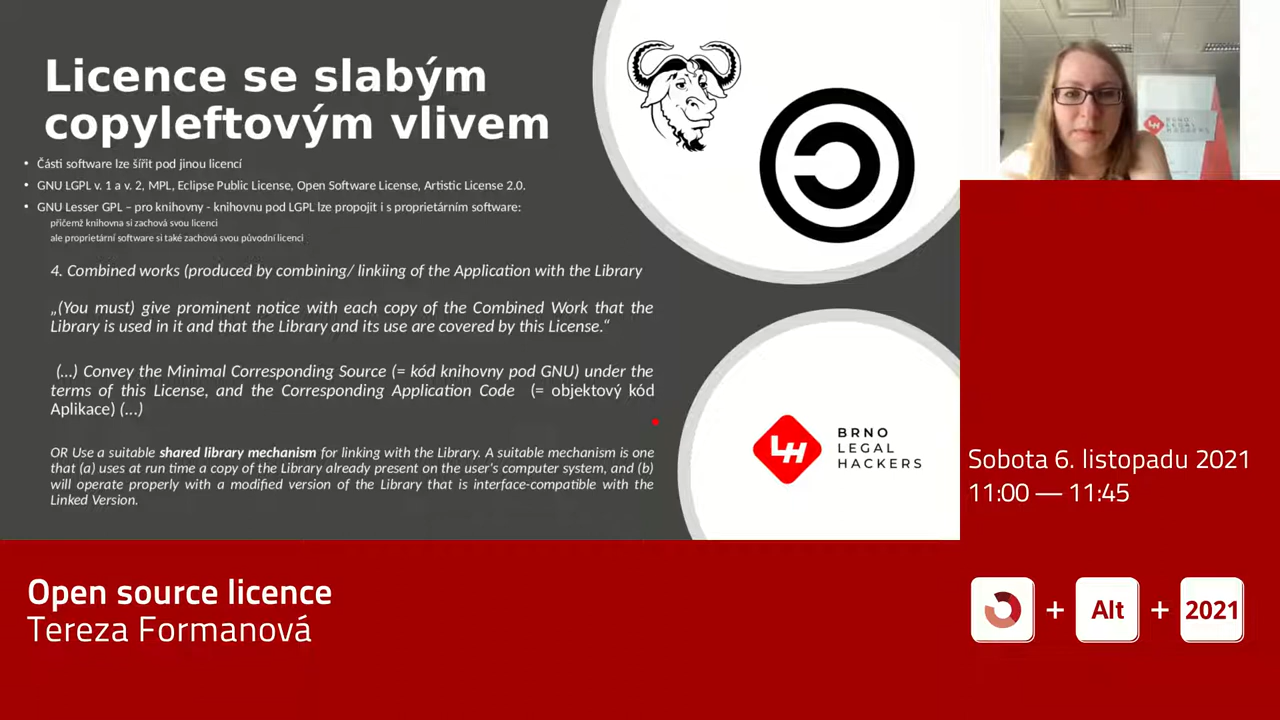 Licence se slabým
copyleftovým vlivem
• Části software lze šířit pod jinou licencí
• GNU LGPL v. 1 a v. 2, MPL, Eclipse Public License, Open Software License, Artistic License 2.0.
• GNU Lesser GPL – pro knihovny - knihovnu pod LGPL lze propojit i s proprietárním software:
přičemž knihovna si zachová svou licenci
ale proprietární software si také zachová svou původní licenci
4. Combined works (produced by combining/ linkiing of the Application with the Library
„(You must) give prominent notice with each copy of the Combined Work that the
Library is used in it and that the Library and its use are covered by this License.“
(…) Convey the Minimal Corresponding Source (= kód knihovny pod GNU) under the
terms of this License, and the Corresponding Application Code (= objektový kód
Aplikace) (…)
OR Use a suitable shared library mechanism for linking with the Library. A suitable mechanism is one
that (a) uses at run time a copy of the Library already present on the user's computer system, and (b)
will operate properly with a modified version of the Library that is interface-compatible with the
Linked Version.
LH
BRNO
LEGAL
HACKERS
BRNO
LEGAL
HACKERS
Sobota 6. listopadu 2021
11:00 — 11:45
Open source licence
Tereza Formanová
+ Alt + 2021